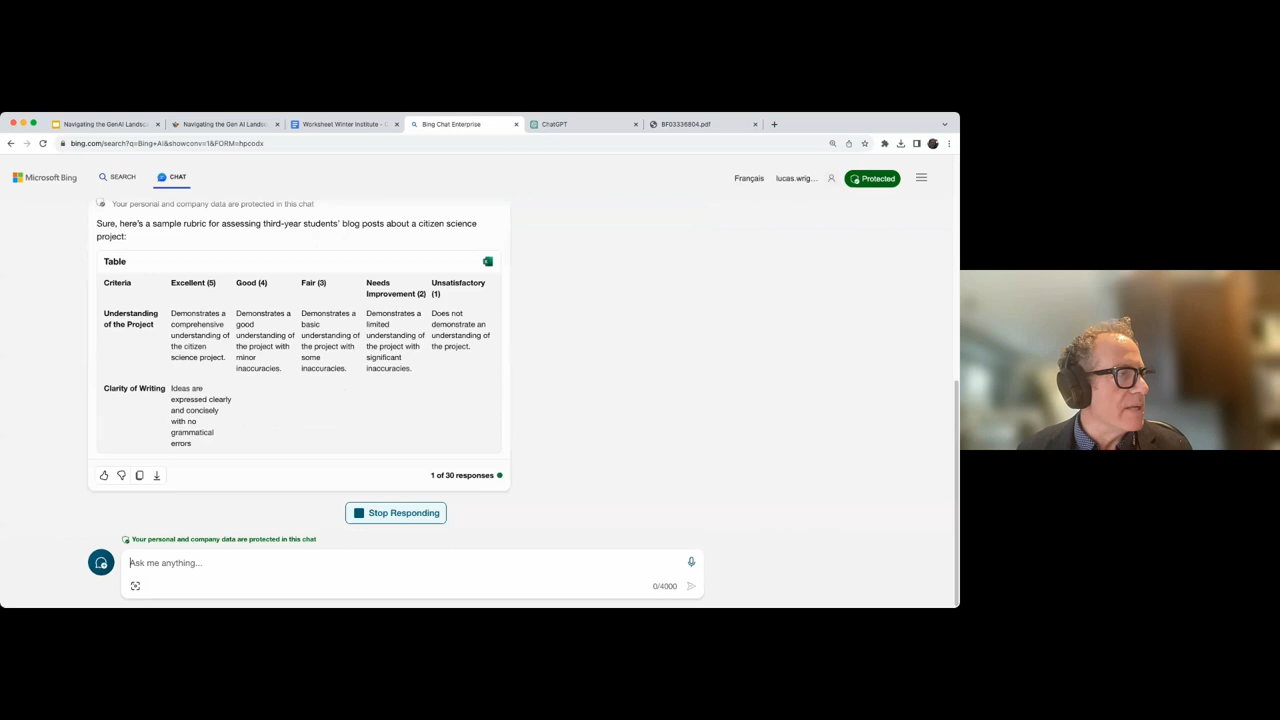 Navigating the GenAI Landsc
Navigating the Gen AI Landsc
Worksheet Winter Institute -
Bing Chat Enterprise
ChatGPT
BF03336804.pdf
bing.com/search?q=Bing+AI&showconv=1&FORM=hpcodx
Microsoft Bing
SEARCH
CHAT
Français
lucas.wrig...
Protected
Your personal and company data are protected in this chat
Sure, here's a sample rubric for assessing third-year students' blog posts about a citizen science
project:
Table
Criteria
Excellent (5)
Good (4)
Fair (3)
Needs
Improvement (2)
Unsatisfactory
(1)
Understanding
of the Project
Demonstrates a
comprehensive
understanding of
the citizen
science project.
Demonstrates a
good
understanding of
the project with
minor
inaccuracies.
Demonstrates a
basic
understanding of
the project with
some
inaccuracies.
Demonstrates a
limited
understanding of
the project with
significant
inaccuracies.
Does not
demonstrate an
understanding of
the project.
Clarity of Writing
Ideas are
expressed clearly
and concisely
with no
grammatical
errors
1 of 30 responses
Stop Responding
Your personal and company data are protected in this chat
Ask me anything...
0/4000